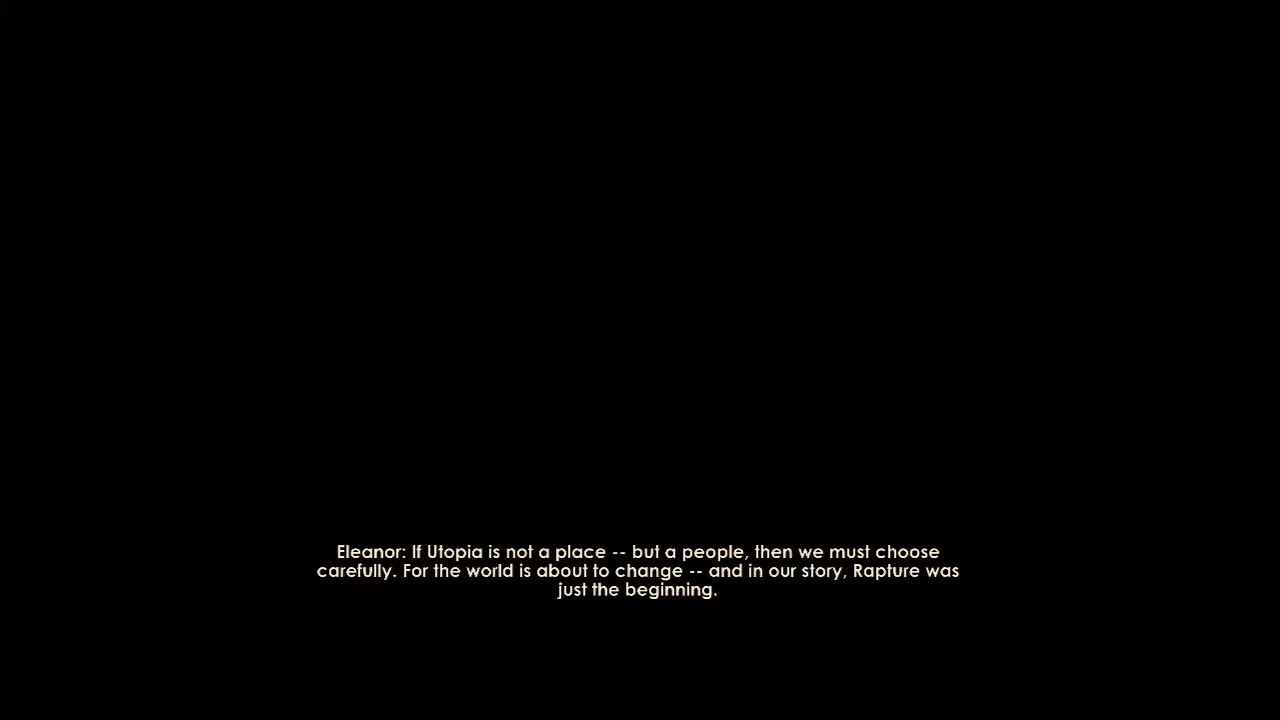 Eleanor: If Utopia is not a place -- but a people, then we must choose
carefully. For the world is about to change -- and in our story, Rapture was
just the beginning.